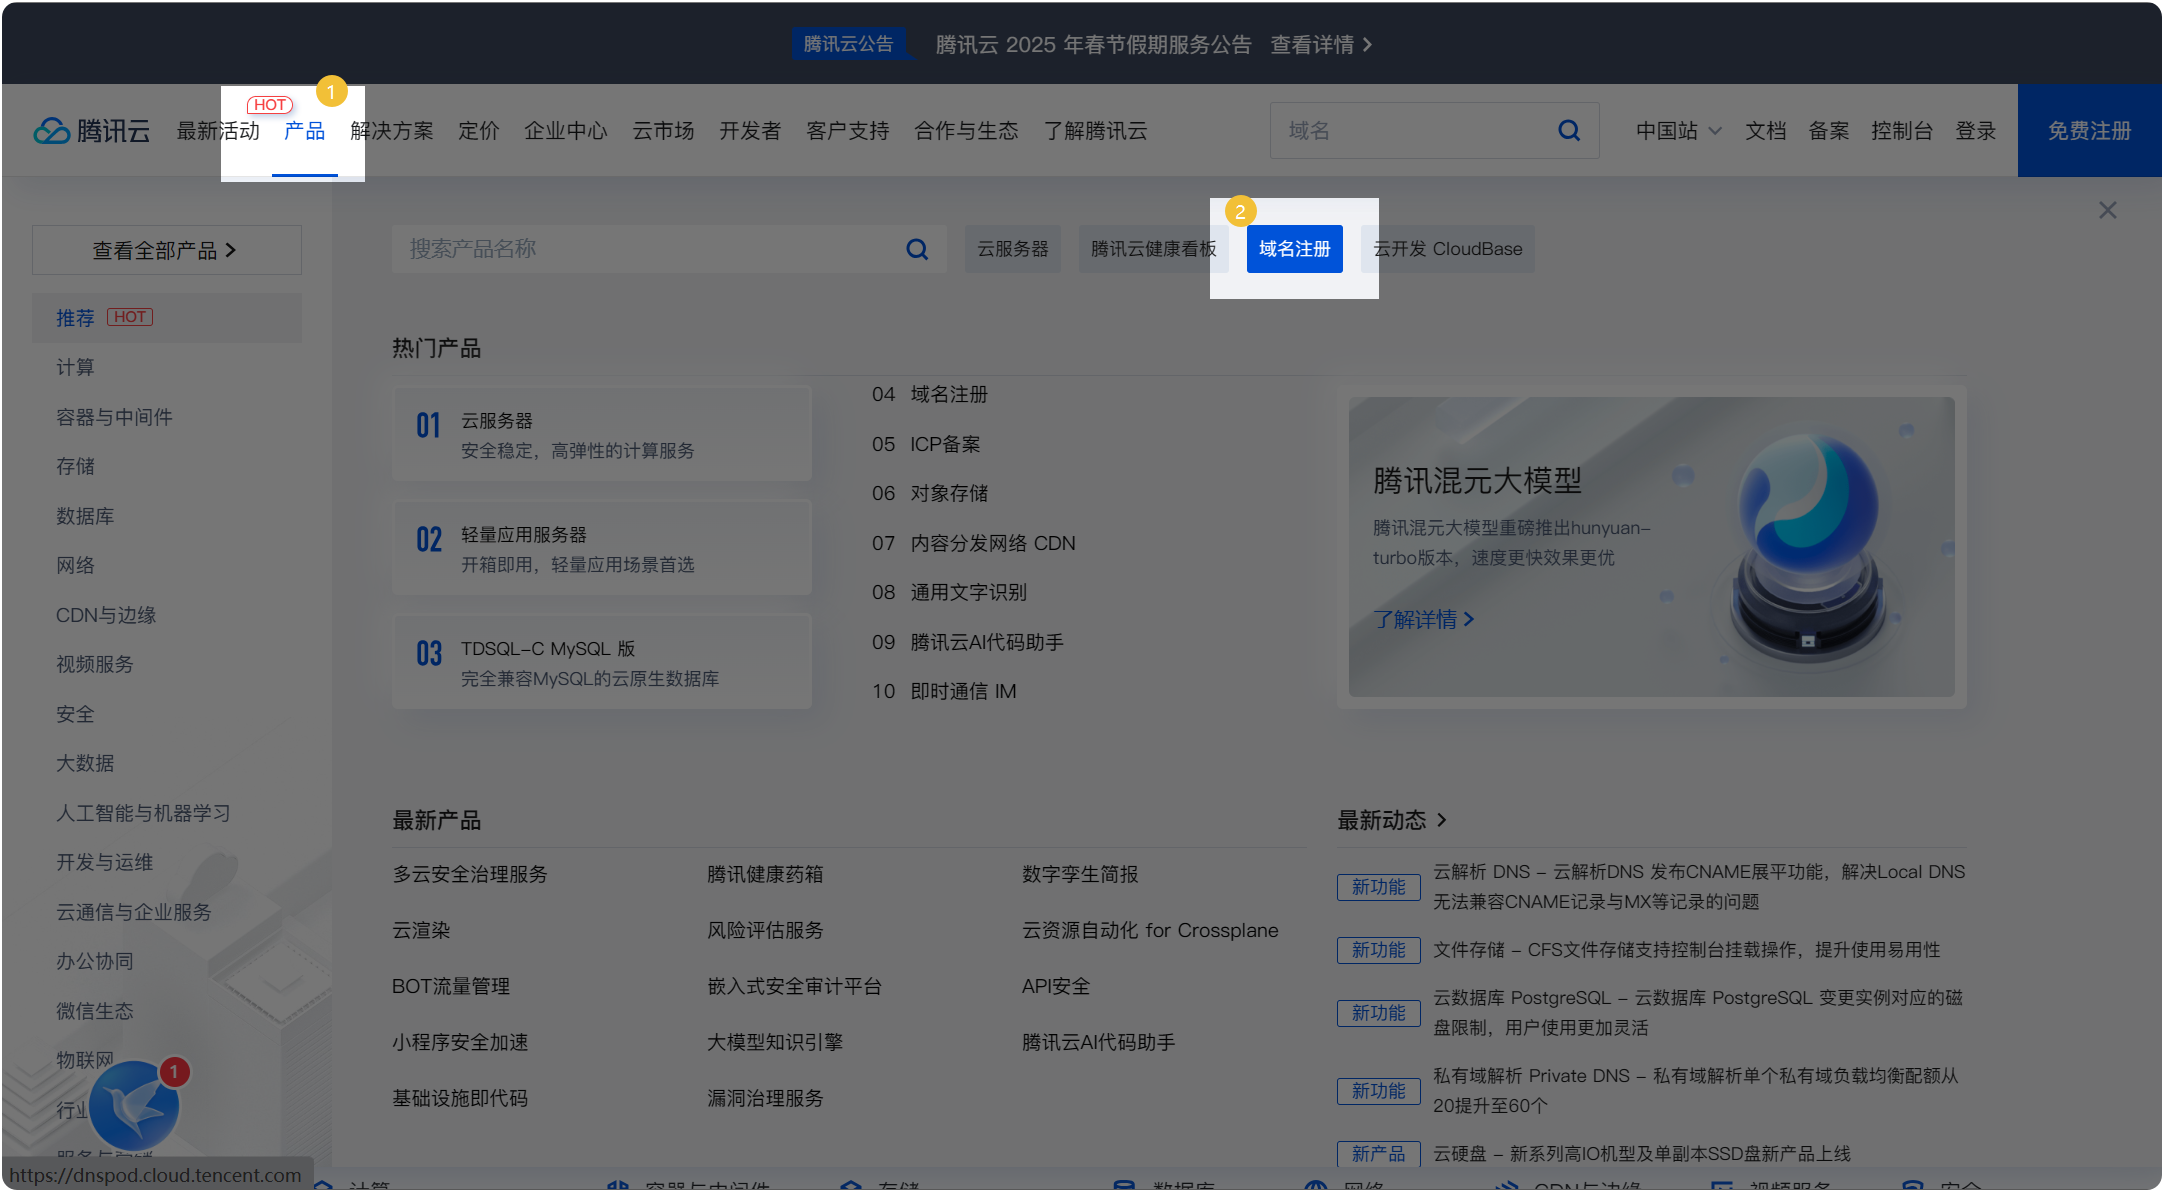 腾讯云公告 腾讯云 2025 年春节假期服务公告 查看详情
1
HOT
腾讯云 最新活动 产品 解决方案 定价 企业中心 云市场 开发者 客户支持 合作与生态 了解腾讯云 域名 中国站 文档 备案 控制台 登录 免费注册
2
查看全部产品
搜索产品名称 云服务器 腾讯云健康看板 域名注册 云开发 CloudBase
推荐 HOT
计算
容器与中间件
存储
数据库
网络
CDN与边缘
视频服务
安全
大数据
人工智能与机器学习
开发与运维
云通信与企业服务
办公协同
微信生态
物联网
1
热门产品
01 云服务器
安全稳定，高弹性的计算服务
02 轻量应用服务器
开箱即用，轻量应用场景首选
03 TDSQL-C MySQL 版
完全兼容MySQL的云原生数据库
04 域名注册
05 ICP备案
06 对象存储
07 内容分发网络 CDN
08 通用文字识别
09 腾讯云AI代码助手
10 即时通信 IM
腾讯混元大模型
腾讯混元大模型重磅推出hunyuan-
turbo版本，速度更快效果更优
了解详情
最新产品
多云安全治理服务 腾讯健康药箱 数字孪生简报
云渲染 风险评估服务 云资源自动化 for Crossplane
BOT流量管理 嵌入式安全审计平台 API安全
小程序安全加速 大模型知识引擎 腾讯云AI代码助手
基础设施即代码 漏洞治理服务
最新动态
新功能 云解析 DNS - 云解析DNS 发布CNAME展平功能，解决Local DNS
无法兼容CNAME记录与MX等记录的问题
新功能 文件存储 - CFS文件存储支持控制台挂载操作，提升使用易用性
新功能 云数据库 PostgreSQL - 云数据库 PostgreSQL 变更实例对应的磁
盘限制，用户使用更加灵活
新功能 私有域解析 Private DNS - 私有域解析单个私有域负载均衡配额从
20提升至60个
新产品 云硬盘 - 新系列高IO机型及单副本SSD盘新产品上线
https://dnspod.cloud.tencent.com
计算 容器与中间件 存储 数据库 网络 CDN与边缘 视频服务 安全